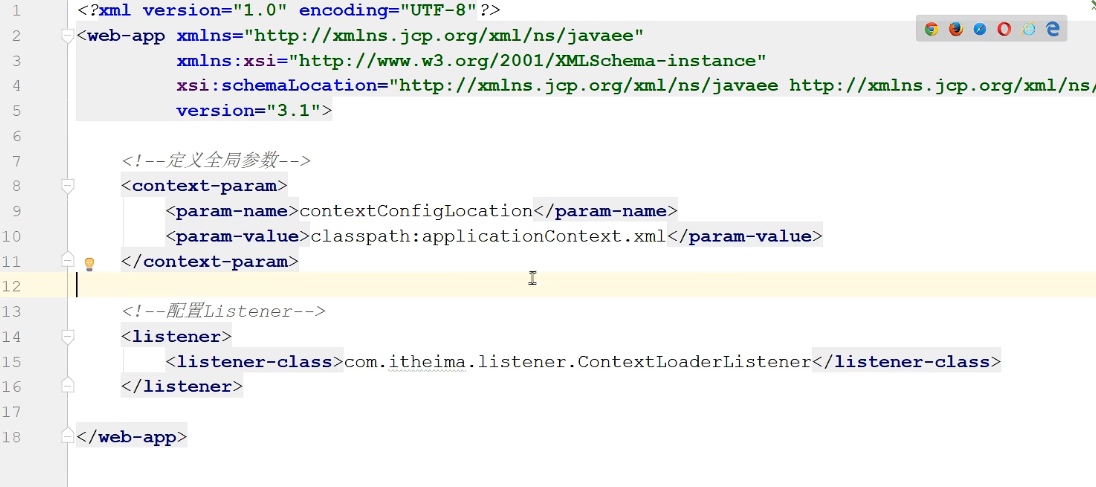 1 <?xml version="1.0" encoding="UTF-8"?>
2 <web-app xmlns="http://xmlns.jcp.org/xml/ns/javaee"
3 xmlns:xsi="http://www.w3.org/2001/XMLSchema-instance"
4 xsi:schemaLocation="http://xmlns.jcp.org/xml/ns/javaee http://xmlns.jcp.org/xml/ns/
5 version="3.1">
6
7 <!--定义全局参数-->
8 <context-param>
9 <param-name>contextConfigLocation</param-name>
10 <param-value>classpath:applicationContext.xml</param-value>
11 </context-param>
12
13 <!--配置Listener-->
14 <listener>
15 <listener-class>com.itheima.listener.ContextLoaderListener</listener-class>
16 </listener>
17
18 </web-app>